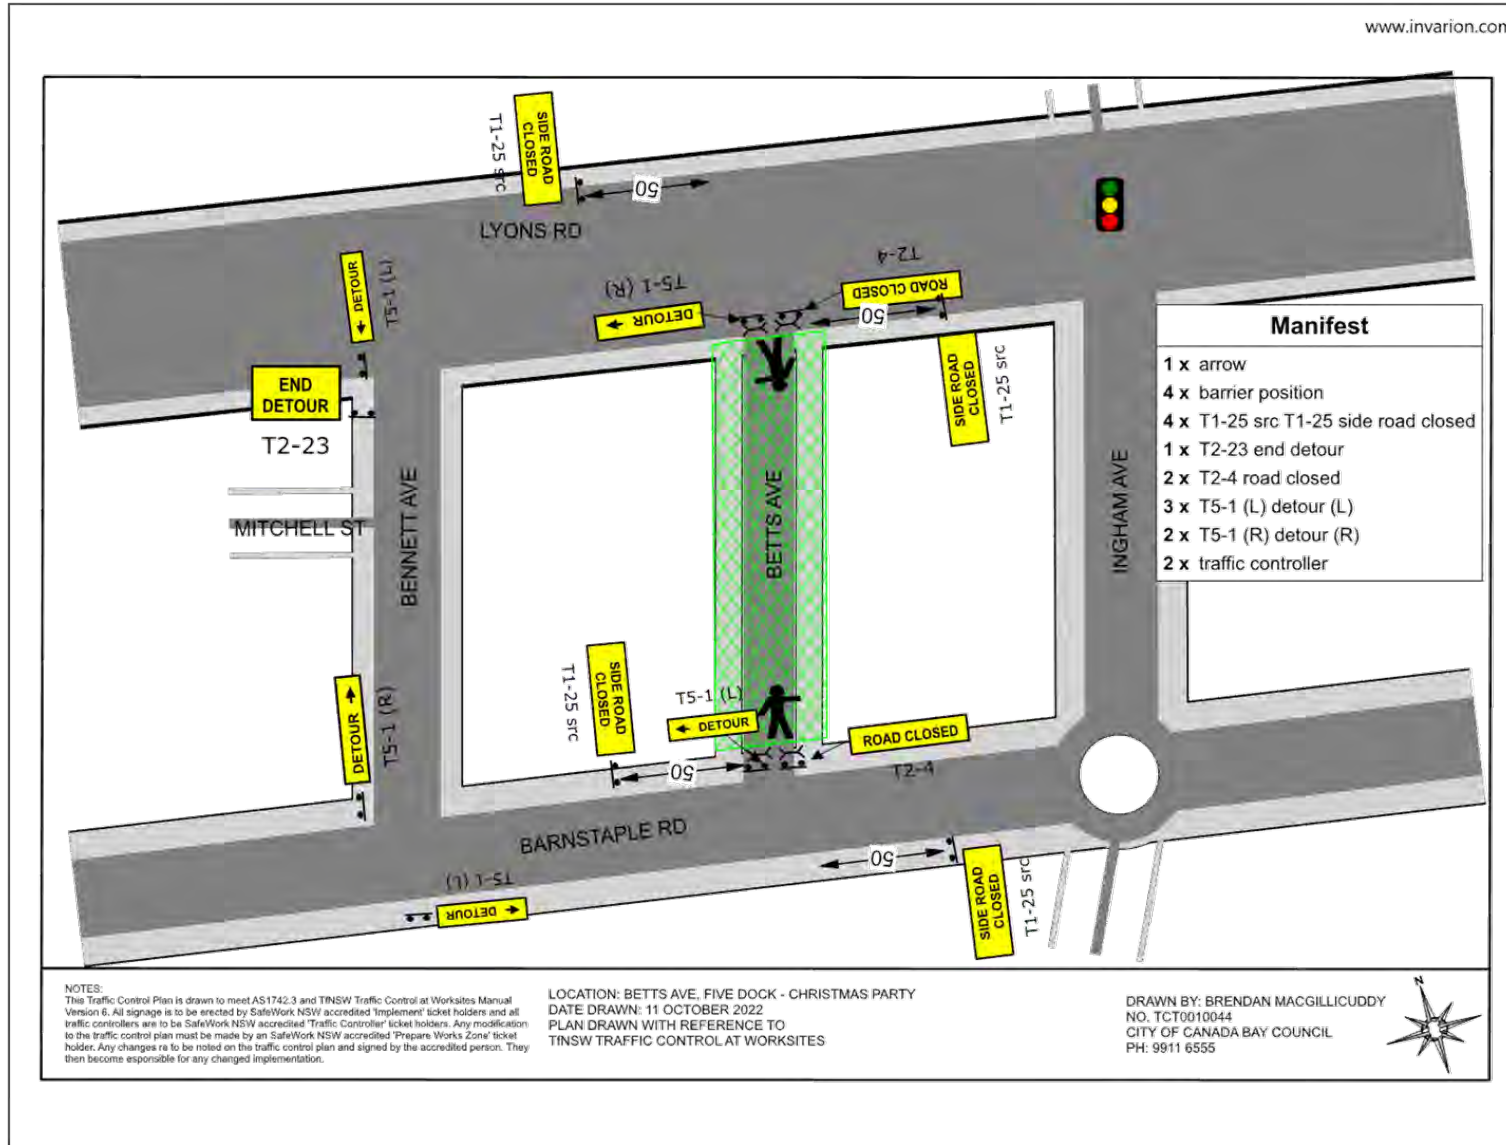 www.invarion.com
SIDE ROAD
CLOSED
T1-25 src
50
LYONS RD
DETOUR
T5-1 (L)
T5-1 (R)
DETOUR
T2-4
ROAD CLOSED
50
END
DETOUR
T2-23
SIDE ROAD
CLOSED
T1-25 src
MITCHELL ST
BENNETT AVE
BETTS AVE
INGHAM AVE
Manifest
1 x arrow
4 x barrier position
4 x T1-25 src T1-25 side road closed
1 x T2-23 end detour
2 x T2-4 road closed
3 x T5-1 (L) detour (L)
2 x T5-1 (R) detour (R)
2 x traffic controller
DETOUR
T5-1 (R)
SIDE ROAD
CLOSED
T1-25 src
T5-1 (L)
DETOUR
ROAD CLOSED
T2-4
50
BARNSTAPLE RD
50
T5-1 (L)
DETOUR
SIDE ROAD
CLOSED
T1-25 src
NOTES:
This Traffic Control Plan is drawn to meet AS1742.3 and TfNSW Traffic Control at Worksites Manual
Version 6. All signage is to be erected by SafeWork NSW accredited 'Implement' ticket holders and all
traffic controllers are to be SafeWork NSW accredited 'Traffic Controller' ticket holders. Any modification
to the traffic control plan must be made by an SafeWork NSW accredited 'Prepare Works Zone' ticket
holder. Any changes re to be noted on the traffic control plan and signed by the accredited person. They
then become esponsible for any changed implementation.
LOCATION: BETTS AVE, FIVE DOCK - CHRISTMAS PARTY
DATE DRAWN: 11 OCTOBER 2022
PLAN DRAWN WITH REFERENCE TO
TfNSW TRAFFIC CONTROL AT WORKSITES
DRAWN BY: BRENDAN MACGILLICUDDY
NO. TCT0010044
CITY OF CANADA BAY COUNCIL
PH: 9911 6555
N